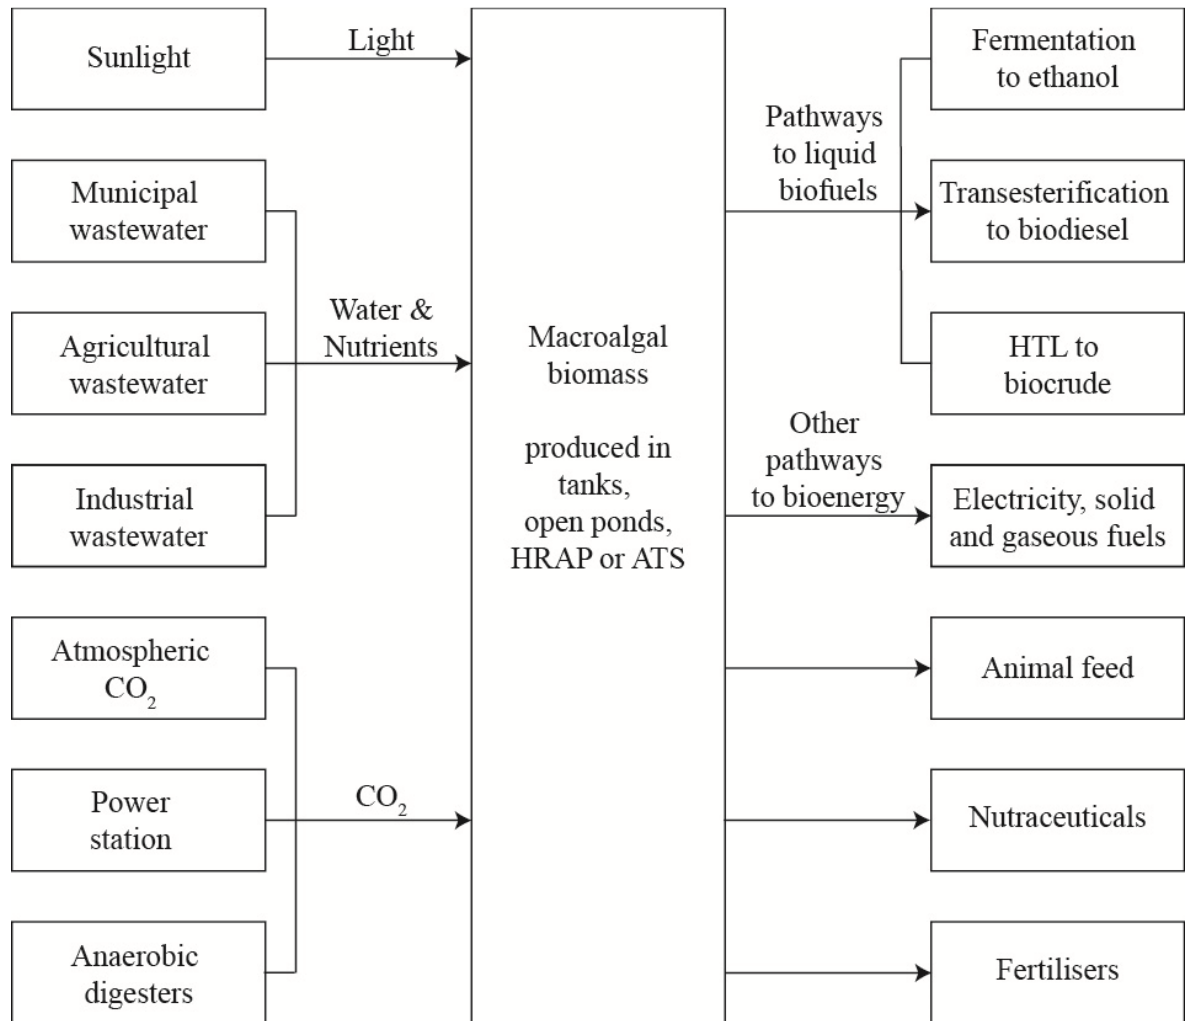 Sunlight
Light
Municipal
wastewater
Agricultural
wastewater
Industrial
wastewater
Water &
Nutrients
Atmospheric
CO₂
Power
station
Anaerobic
digesters
CO₂
Macroalgal
biomass
produced in
tanks,
open ponds,
HRAP or ATS
Pathways
to liquid
biofuels
Fermentation
to ethanol
Transesterification
to biodiesel
HTL to
biocrude
Other
pathways
to bioenergy
Electricity, solid
and gaseous fuels
Animal feed
Nutraceuticals
Fertilisers